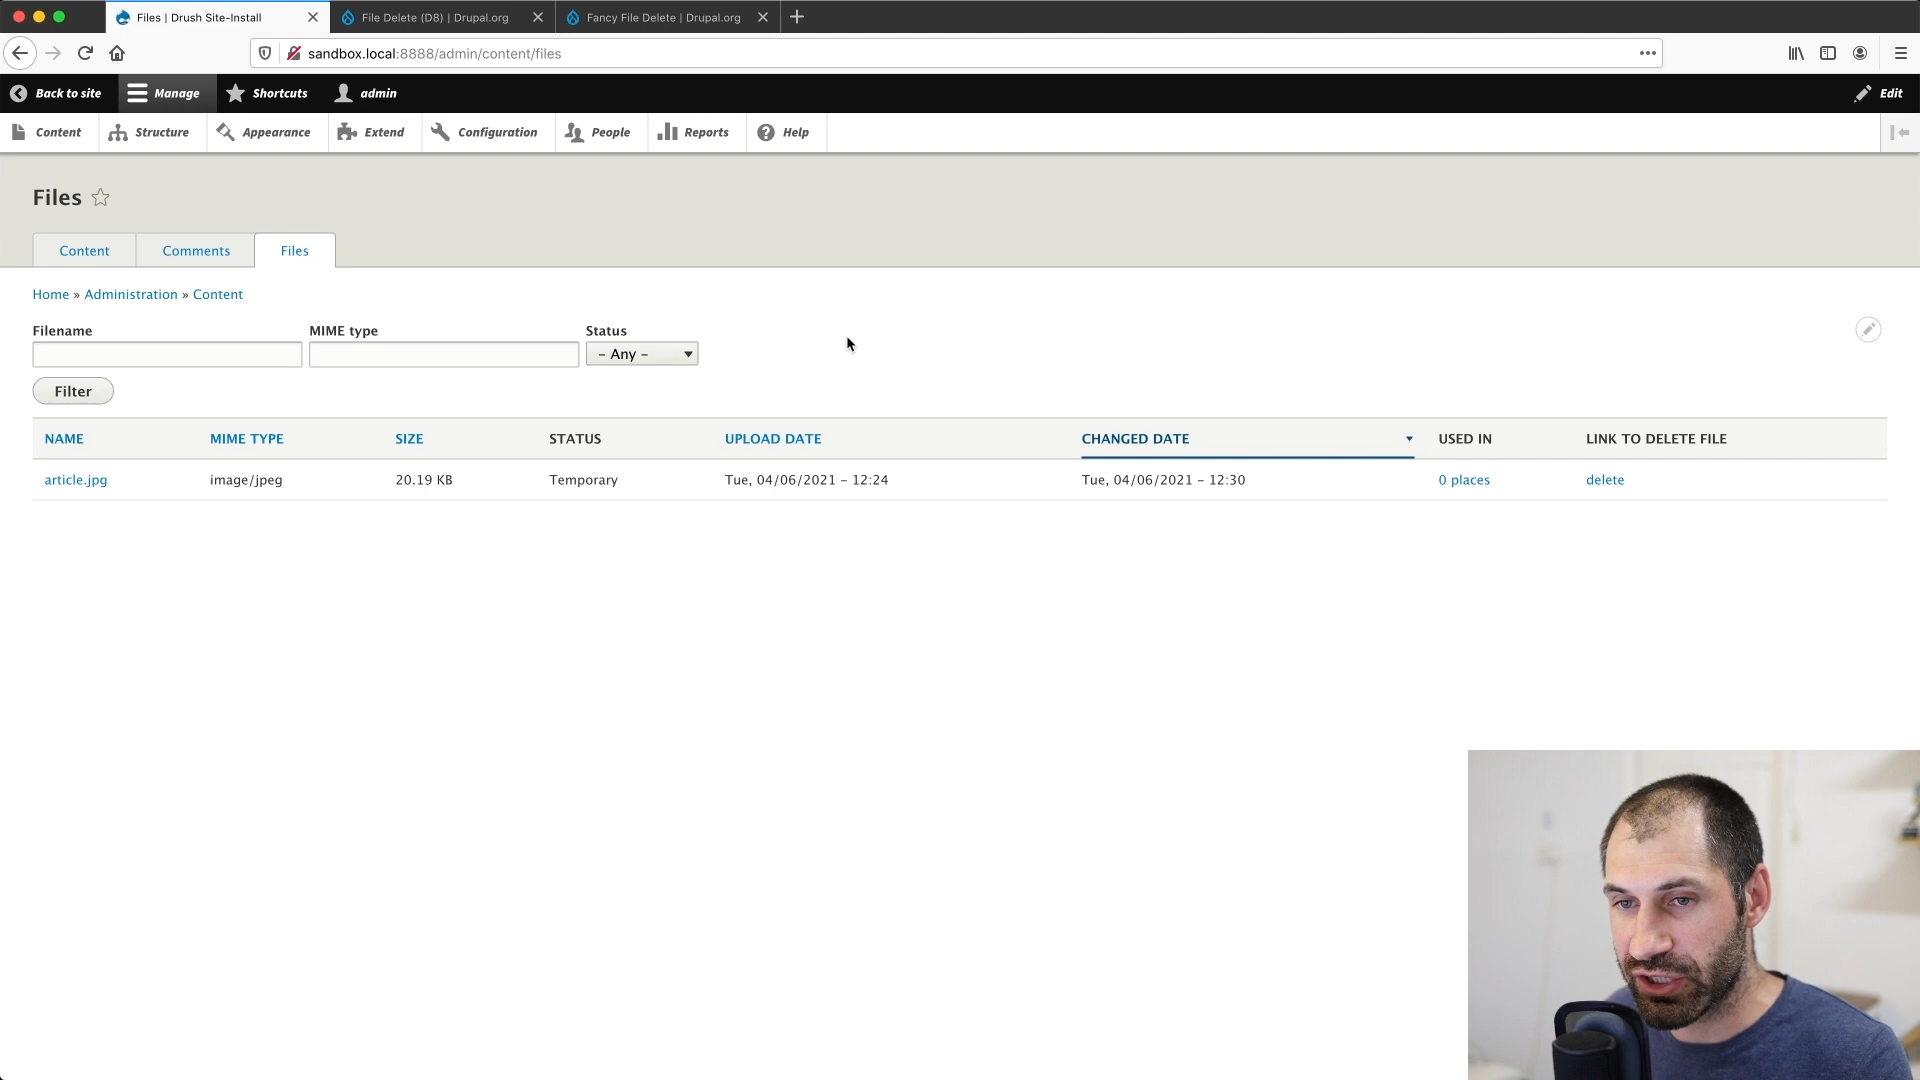 Files | Drush Site-Install
File Delete (D8) | Drupal.org
Fancy File Delete | Drupal.org
sandbox.local:8888/admin/content/files
Back to site
Manage
Shortcuts
admin
Edit
Content
Structure
Appearance
Extend
Configuration
People
Reports
Help
Files
Content
Comments
Files
Home » Administration » Content
Filename
MIME type
Status
– Any –
Filter
NAME MIME TYPE SIZE STATUS UPLOAD DATE CHANGED DATE USED IN LINK TO DELETE FILE
article.jpg image/jpeg 20.19 KB Temporary Tue, 04/06/2021 – 12:24 Tue, 04/06/2021 – 12:30 0 places delete